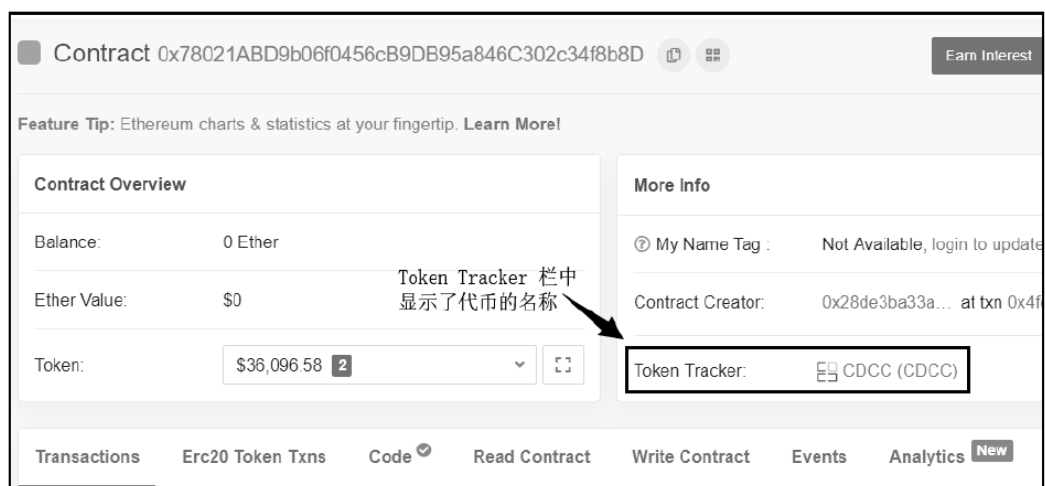 Contract 0x78021ABD9b06f0456cB9DB95a846C302c34f8b8D
Earn Interest
Feature Tip: Ethereum charts & statistics at your fingertip. Learn More!
Contract Overview
Balance: 0 Ether
Ether Value: $0
Token: $36,096.58 2
Token Tracker 栏中
显示了代币的名称
More Info
My Name Tag : Not Available, login to update
Contract Creator: 0x28de3ba33a... at txn 0x4f
Token Tracker: CDCC (CDCC)
Transactions Erc20 Token Txns Code Read Contract Write Contract Events Analytics New